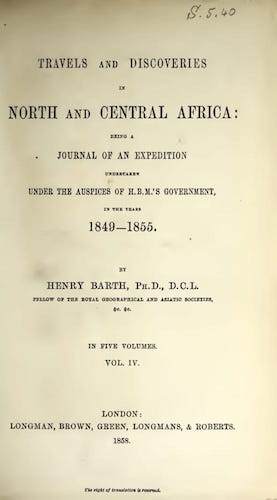 S.5.40
TRAVELS AND DISCOVERIES
IN
NORTH AND CENTRAL AFRICA:
BEING A
JOURNAL OF AN EXPEDITION
UNDERTAKEN
UNDER THE AUSPICES OF H.B.M.'S GOVERNMENT,
IN THE YEARS
1849—1855.
BY
HENRY BARTH, Ph.D., D.C.L.
FELLOW OF THE ROYAL GEOGRAPHICAL AND ASIATIC SOCIETIES,
&c. &c.
IN FIVE VOLUMES.
VOL. IV.
LONDON:
LONGMAN, BROWN, GREEN, LONGMANS, & ROBERTS.
1858.
The right of translation is reserved.